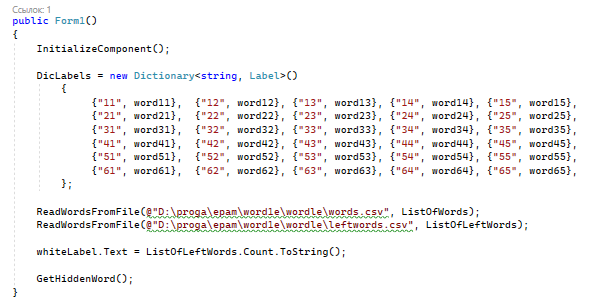 Ссылок: 1
public Form1()
{
InitializeComponent();
DicLabels = new Dictionary<string, Label>()
{
{"11", word11}, {"12", word12}, {"13", word13}, {"14", word14}, {"15", word15},
{"21", word21}, {"22", word22}, {"23", word23}, {"24", word24}, {"25", word25},
{"31", word31}, {"32", word32}, {"33", word33}, {"34", word34}, {"35", word35},
{"41", word41}, {"42", word42}, {"43", word43}, {"44", word44}, {"45", word45},
{"51", word51}, {"52", word52}, {"53", word53}, {"54", word54}, {"55", word55},
{"61", word61}, {"62", word62}, {"63", word63}, {"64", word64}, {"65", word65},
};
ReadWordsFromFile(@"D:\proga\epam\wordle\wordle\words.csv", ListOfWords);
ReadWordsFromFile(@"D:\proga\epam\wordle\wordle\leftwords.csv", ListOfLeftWords);
whiteLabel.Text = ListOfLeftWords.Count.ToString();
GetHiddenWord();
}